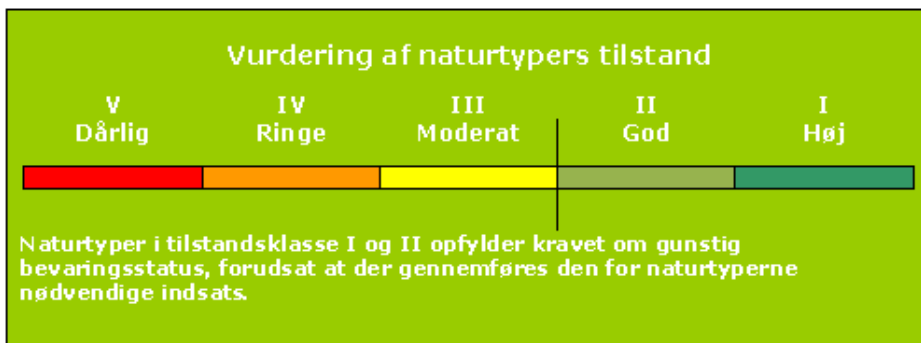 Vurdering af naturtypers tilstand
V IV III II I
Dårlig Ringe Moderat God Høj
Naturtyper i tilstandsklasse I og II opfylder kravet om gunstig
bevaringsstatus, forudsat at der gennemføres den for naturtyperne
nødvendige indsats.